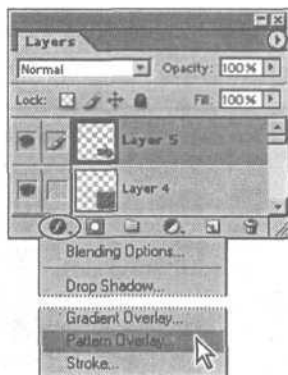 Layers
Normal Opacity: 100%
Lock: Fill: 100%
Layer 5
Layer 4
Blending Options...
Drop Shadow...
Gradient Overlay...
Pattern Overlay...
Stroke...